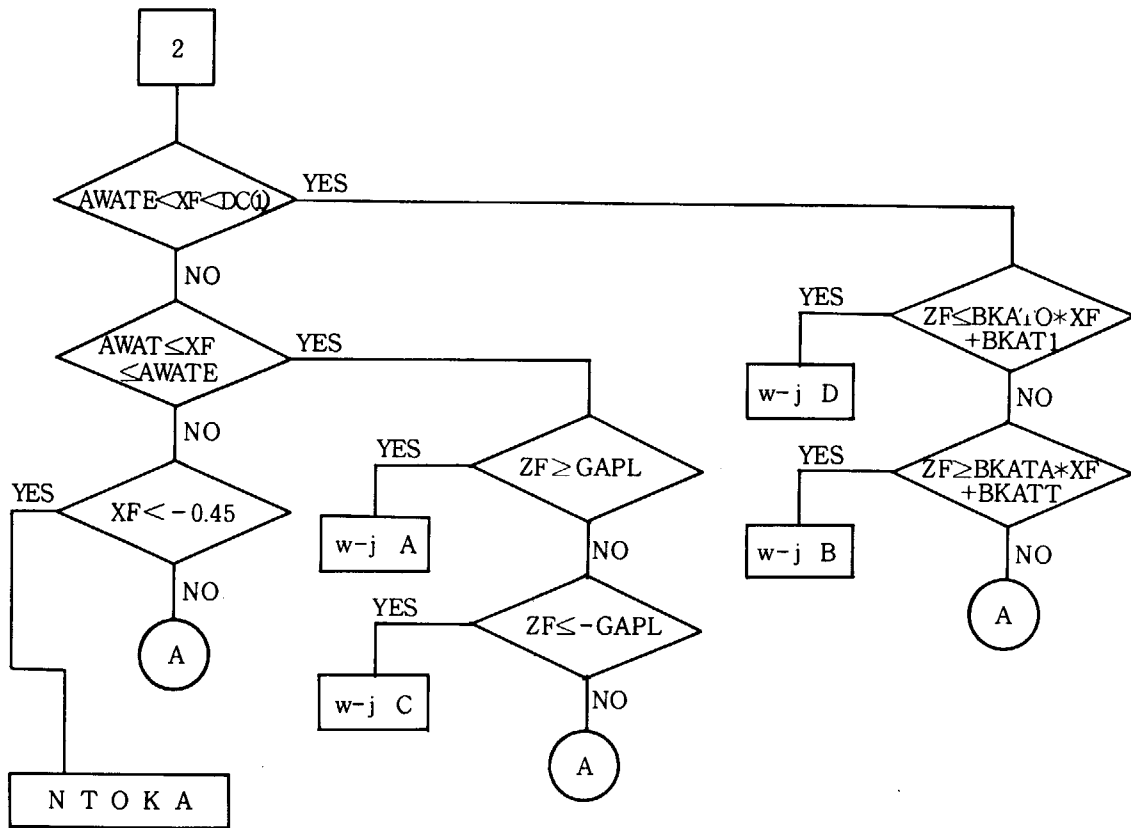 2
AWATE<XF<DC(1)
YES
NO
AWAT≤XF
≤AWATE
YES
NO
YES
XF<-0.45
NO
A
N T O K A
ZF≥GAPL
YES
w-j A
NO
ZF≤-GAPL
YES
w-j C
NO
A
YES
ZF≤BKATO*XF
+BKAT1
w-j D
NO
YES
ZF≥BKATA*XF
+BKATT
w-j B
NO
A